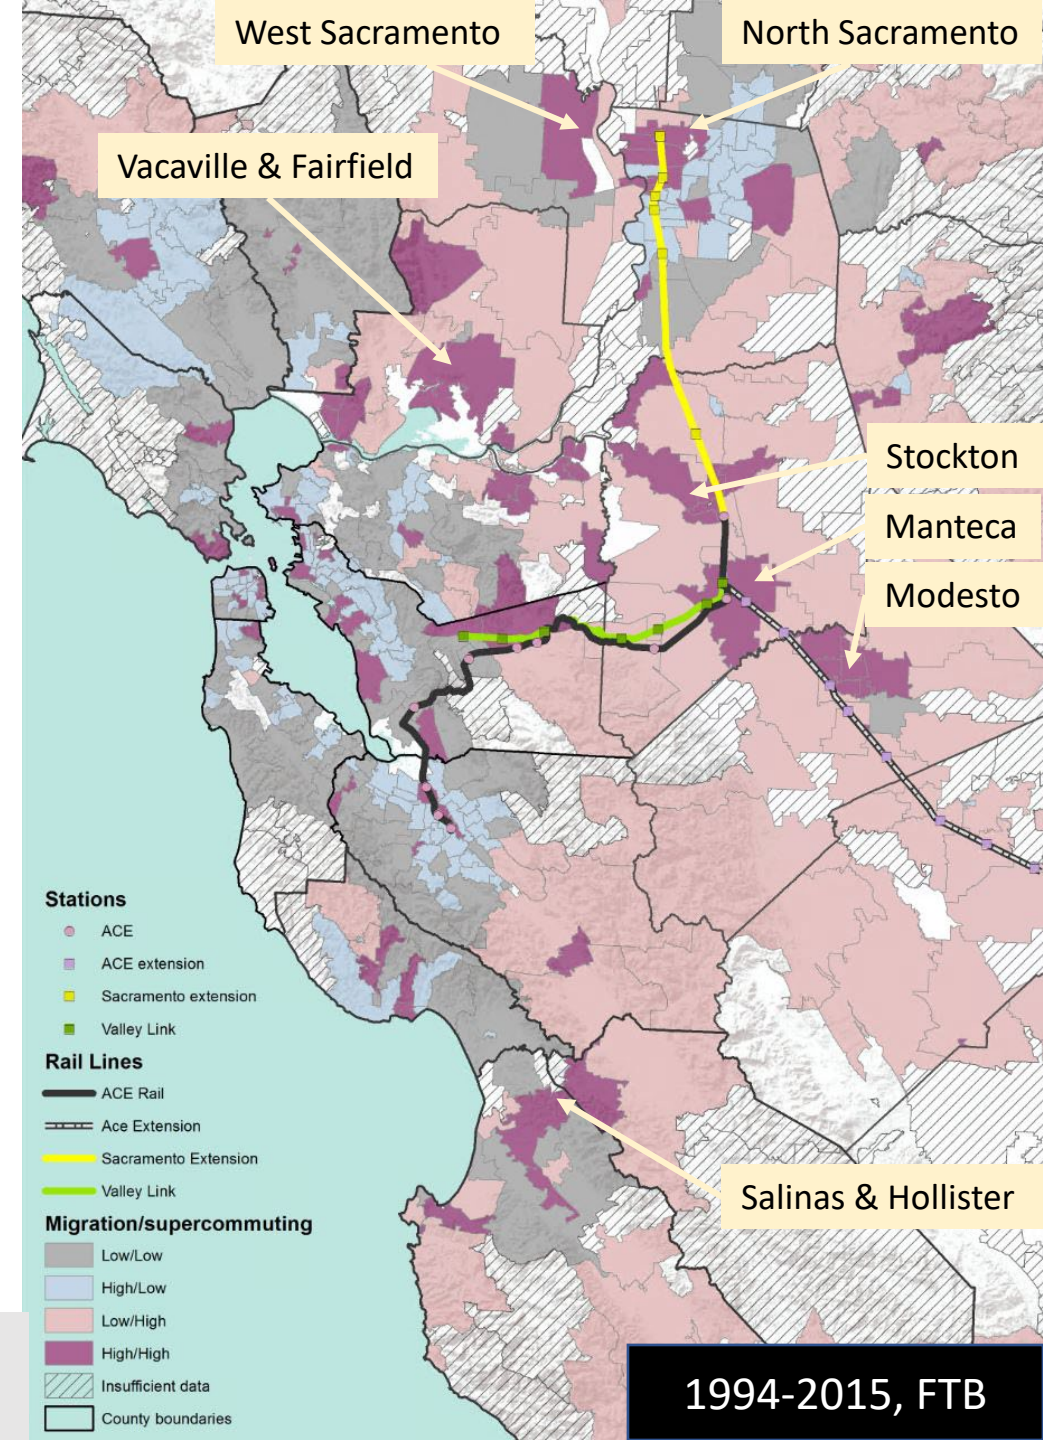 West Sacramento
North Sacramento
Vacaville & Fairfield
Stockton
Manteca
Modesto
Stations
ACE
ACE extension
Sacramento extension
Valley Link
Rail Lines
ACE Rail
Ace Extension
Sacramento Extension
Valley Link
Migration/supercommuting
Low/Low
High/Low
Low/High
High/High
Insufficient data
County boundaries
Salinas & Hollister
1994-2015, FTB